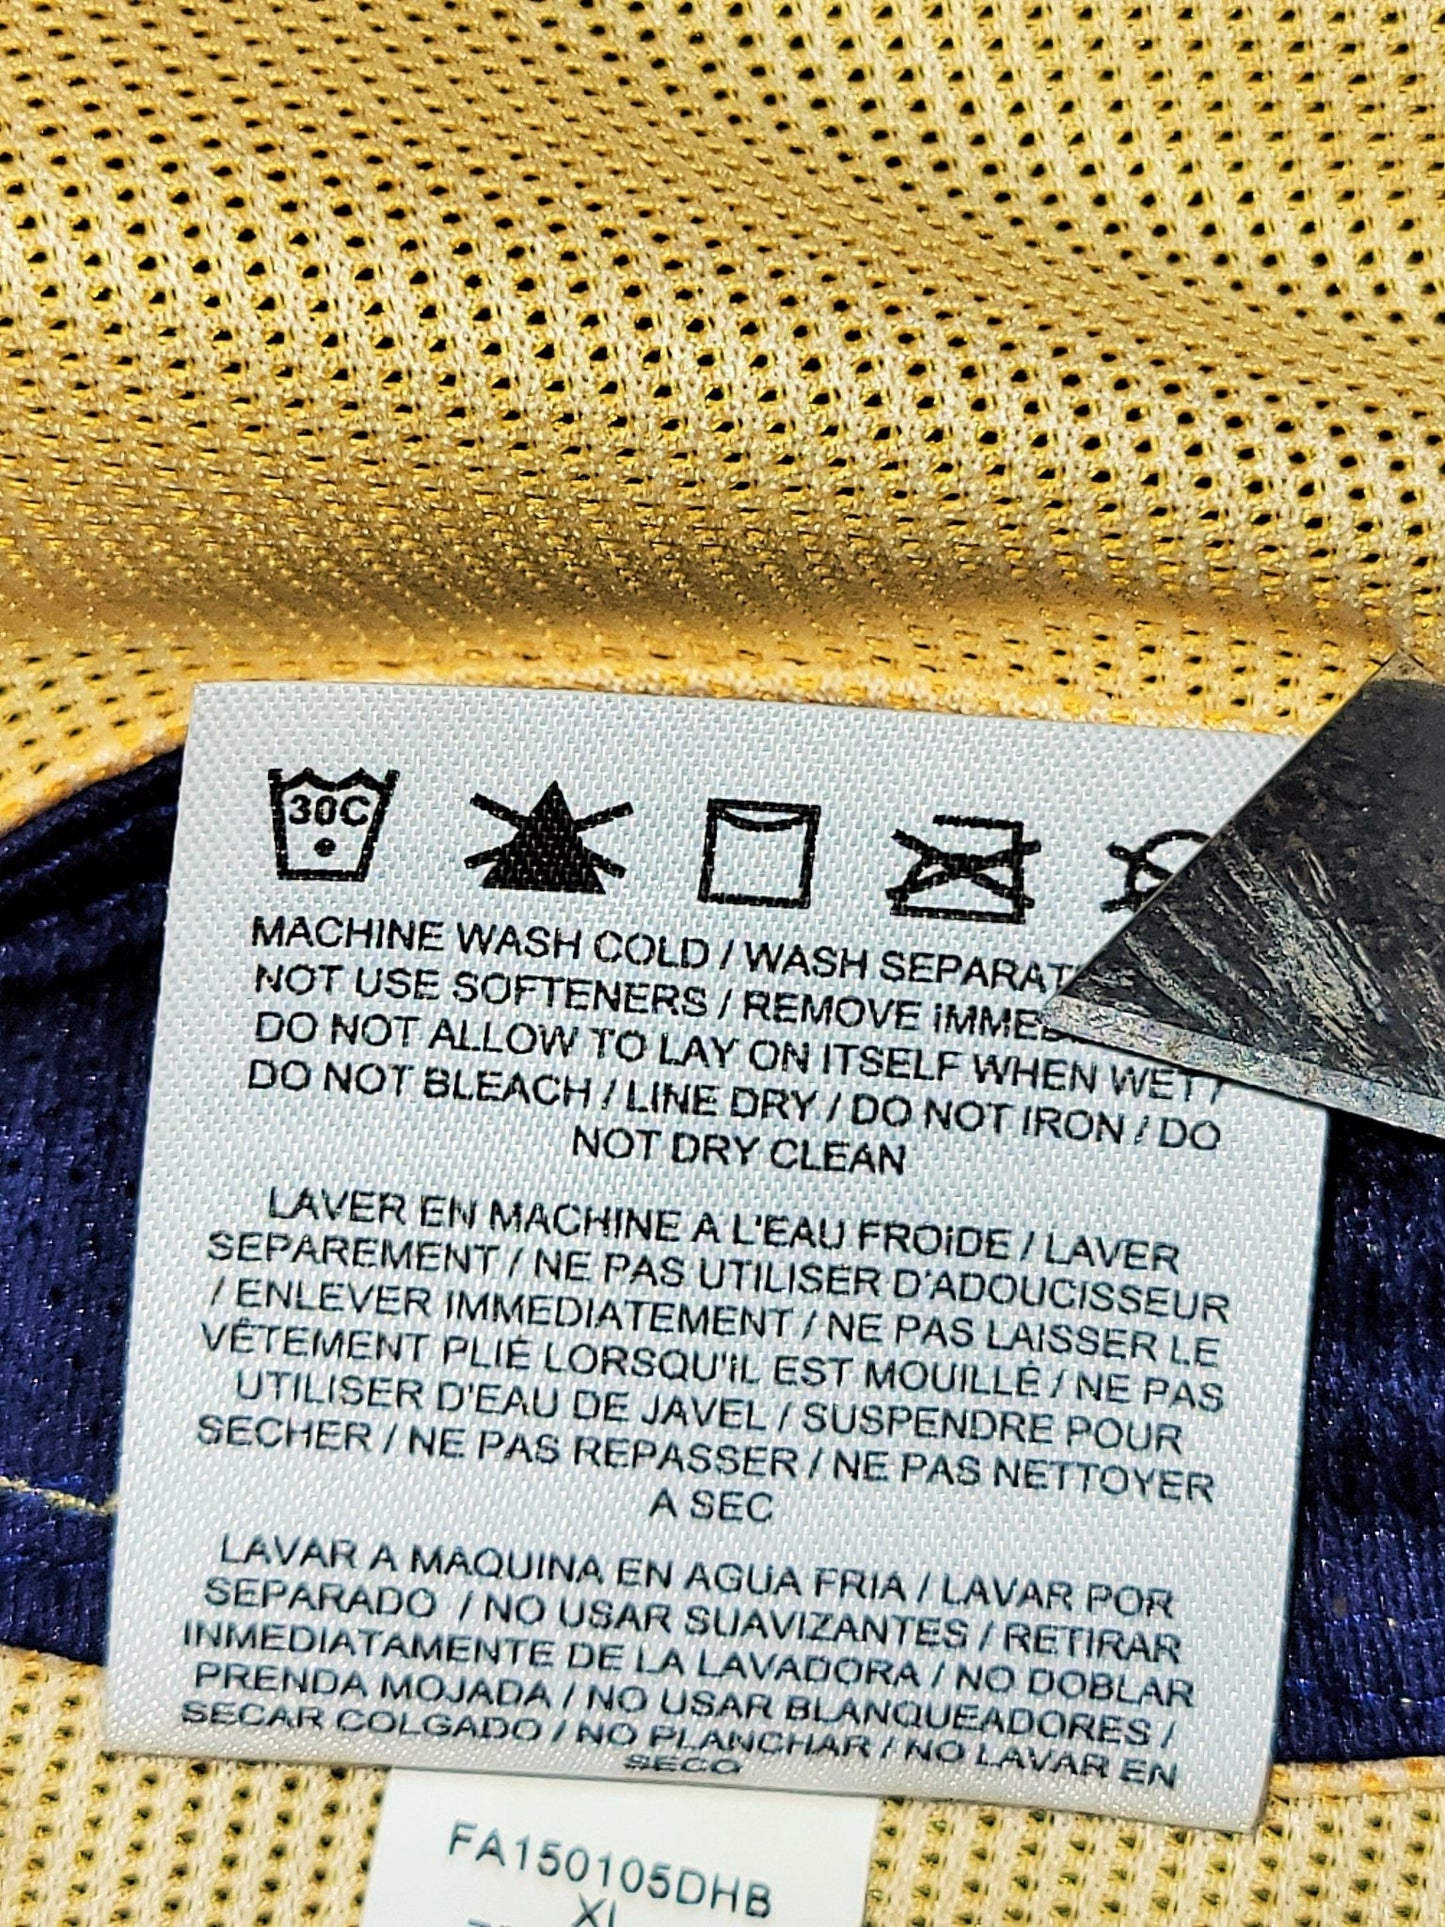 30C
MACHINE WASH COLD / WASH
NOT USE SOFTENERS / REMOVE
DO NOT ALLOW TO LAY ON ITSELF WHEN WET /
DO NOT BLEACH / LINE DRY / DO NOT IRON / DO
NOT DRY CLEAN
LAVER EN MACHINE A L'EAU FROIDE / LAVER
SEPAREMENT / NE PAS UTILISER D'ADOUCISSEUR
/ ENLEVER IMMEDIATEMENT / NE PAS LAISSER LE
VÊTEMENT PLIÉ LORSQU'IL EST MOUILLÉ / NE PAS
UTILISER D'EAU DE JAVEL / SUSPENDRE POUR
SECHER / NE PAS REPASSER / NE PAS NETTOYER
A SEC
LAVAR A MAQUINA EN AGUA FRIA / LAVAR POR
SEPARADO / NO USAR SUAVIZANTES / RETIRAR
INMEDIATAMENTE DE LA LAVADORA / NO DOBLAR
PRENDA MOJADA / NO USAR BLANQUEADORES /
SECAR COLGADO / NO PLANCHAR / NO LAVAR EN
SECO
FA150105DHB
XL